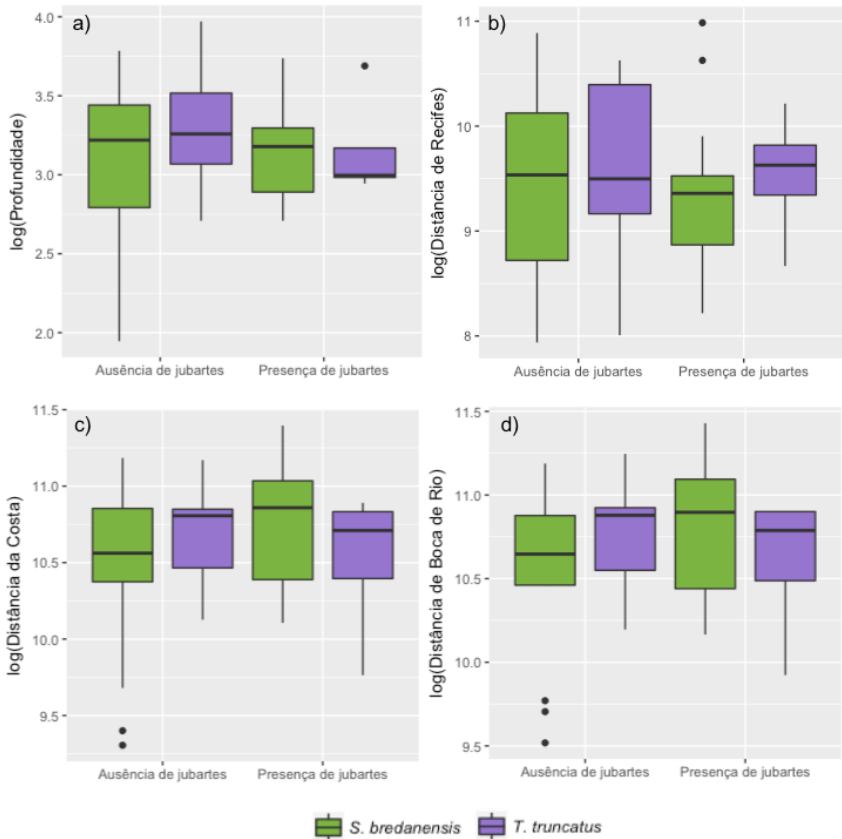 a)
log(Profundidade)
4.0
3.5
3.0
2.5
2.0
Ausência de jubartes Presença de jubartes
b)
log(Distância de Recifes)
11
10
9
8
Ausência de jubartes Presença de jubartes
c)
log(Distância da Costa)
11.5
11.0
10.5
10.0
9.5
Ausência de jubartes Presença de jubartes
d)
log(Distância de Boca de Rio)
11.5
11.0
10.5
10.0
9.5
Ausência de jubartes Presença de jubartes
S. bredanensis T. truncatus